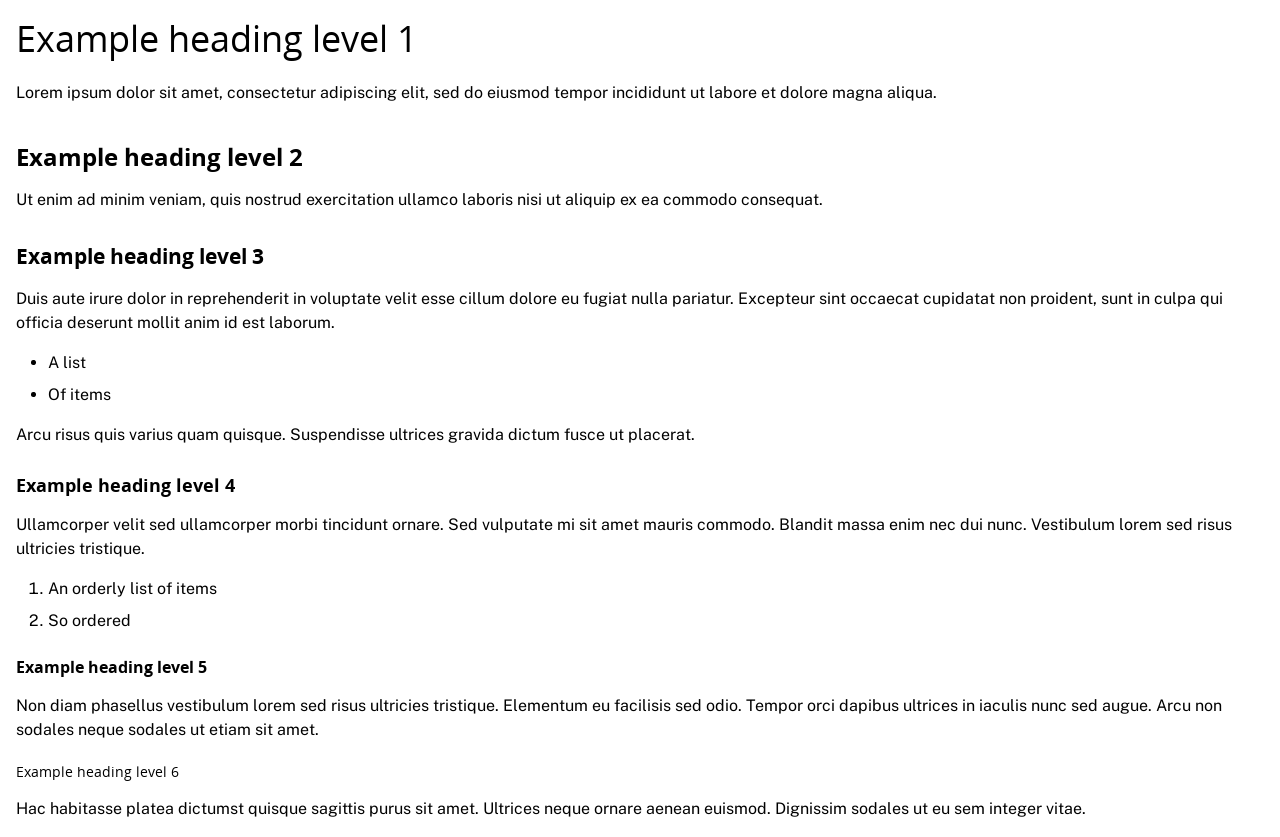 Example heading level 1
Lorem ipsum dolor sit amet, consectetur adipiscing elit, sed do eiusmod tempor incididunt ut labore et dolore magna aliqua.
Example heading level 2
Ut enim ad minim veniam, quis nostrud exercitation ullamco laboris nisi ut aliquip ex ea commodo consequat.
Example heading level 3
Duis aute irure dolor in reprehenderit in voluptate velit esse cillum dolore eu fugiat nulla pariatur. Excepteur sint occaecat cupidatat non proident, sunt in culpa qui
officia deserunt mollit anim id est laborum.
• A list
• Of items
Arcu risus quis varius quam quisque. Suspendisse ultrices gravida dictum fusce ut placerat.
Example heading level 4
Ullamcorper velit sed ullamcorper morbi tincidunt ornare. Sed vulputate mi sit amet mauris commodo. Blandit massa enim nec dui nunc. Vestibulum lorem sed risus
ultricies tristique.
1. An orderly list of items
2. So ordered
Example heading level 5
Non diam phasellus vestibulum lorem sed risus ultricies tristique. Elementum eu facilisis sed odio. Tempor orci dapibus ultrices in iaculis nunc sed augue. Arcu non
sodales neque sodales ut etiam sit amet.
Example heading level 6
Hac habitasse platea dictumst quisque sagittis purus sit amet. Ultrices neque ornare aenean euismod. Dignissim sodales ut eu sem integer vitae.